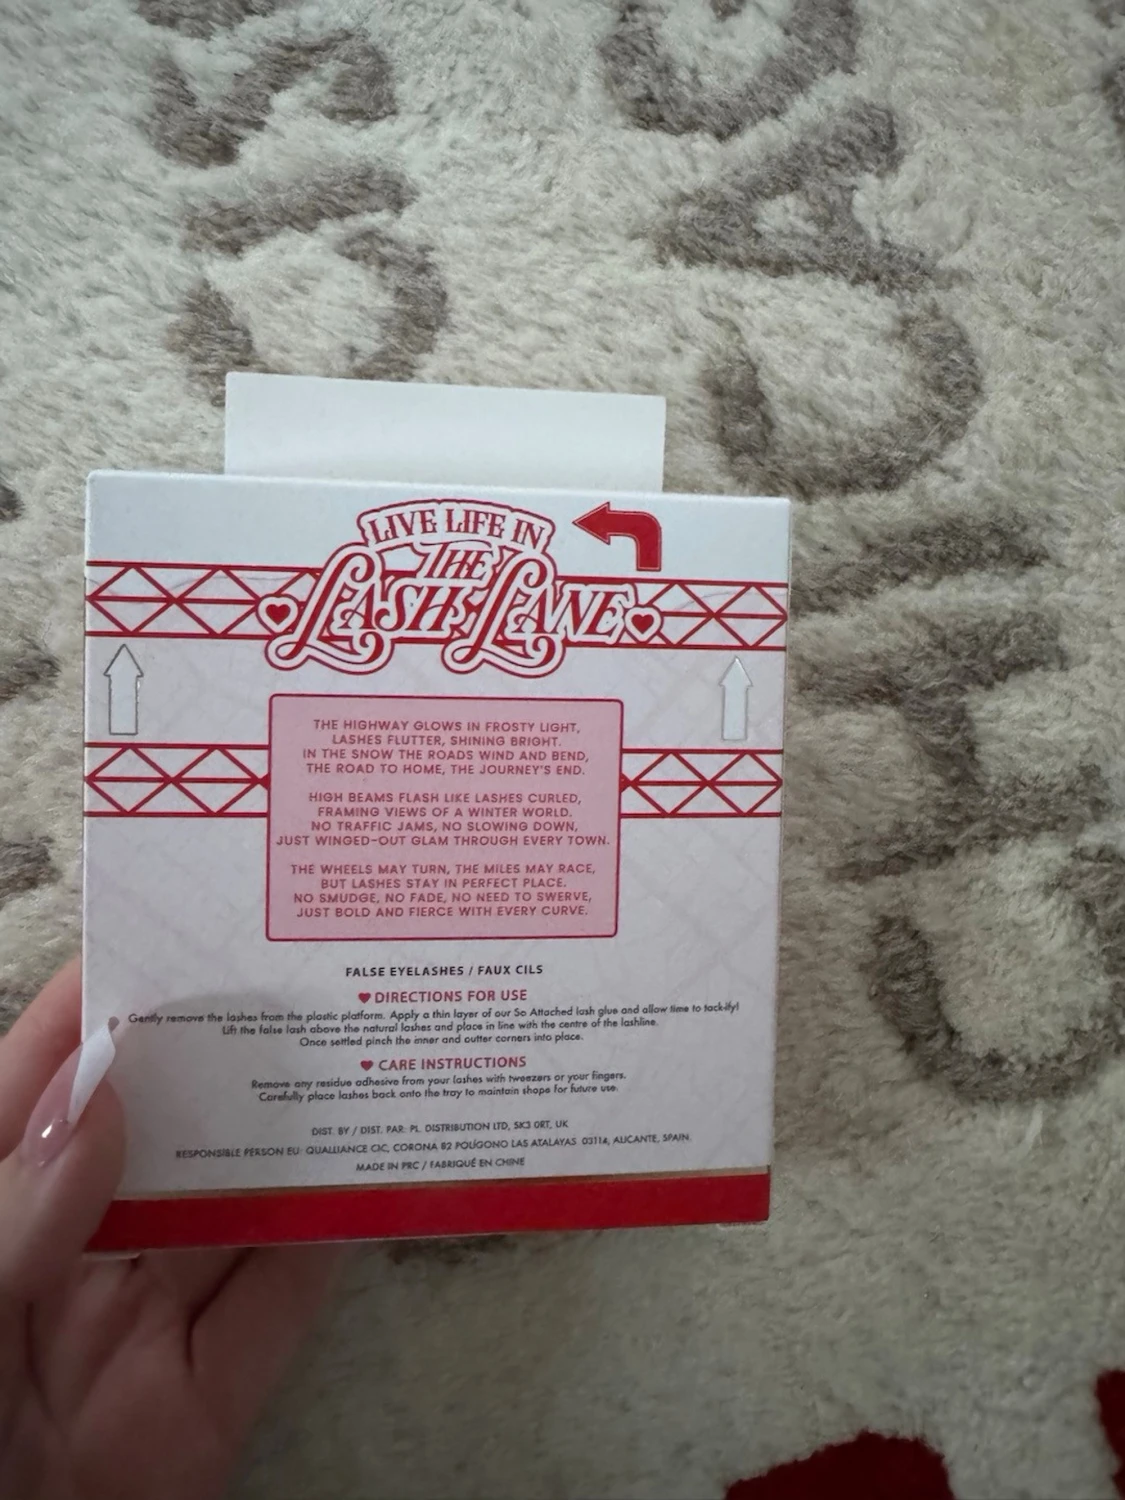 LIVE LIFE IN
THE
LASH LANE
THE HIGHWAY GLOWS IN FROSTY LIGHT,
LASHES FLUTTER, SHINING BRIGHT.
IN THE SNOW THE ROADS WIND AND BEND,
THE ROAD TO HOME, THE JOURNEY'S END.
HIGH BEAMS FLASH LIKE LASHES CURLED,
FRAMING VIEWS OF A WINTER WORLD.
NO TRAFFIC JAMS, NO SLOWING DOWN,
JUST WINGED-OUT GLAM THROUGH EVERY TOWN.
THE WHEELS MAY TURN, THE MILES MAY RACE,
BUT LASHES STAY IN PERFECT PLACE.
NO SMUDGE, NO FADE, NO NEED TO SWERVE,
JUST BOLD AND FIERCE WITH EVERY CURVE.
FALSE EYELASHES / FAUX CILS
DIRECTIONS FOR USE
Gently remove the lashes from the plastic platform. Apply a thin layer of our So Attached lash glue and allow time to tack-ify!
Lift the false lash above the natural lashes and place in line with the centre of the lashline.
Once settled pinch the inner and outter corners into place.
CARE INSTRUCTIONS
Remove any residue adhesive from your lashes with tweezers or your fingers.
Carefully place lashes back onto the tray to maintain shape for future use.
DIST. BY / DIST. PAR: PL DISTRIBUTION LTD, SK3 0RT, UK
RESPONSIBLE PERSON EU: QUALLIANCE CIC, CORONA 82 POLÍGONO LAS ATALAYAS 03114, ALICANTE, SPAIN.
MADE IN PRC / FABRIQUÉ EN CHINE